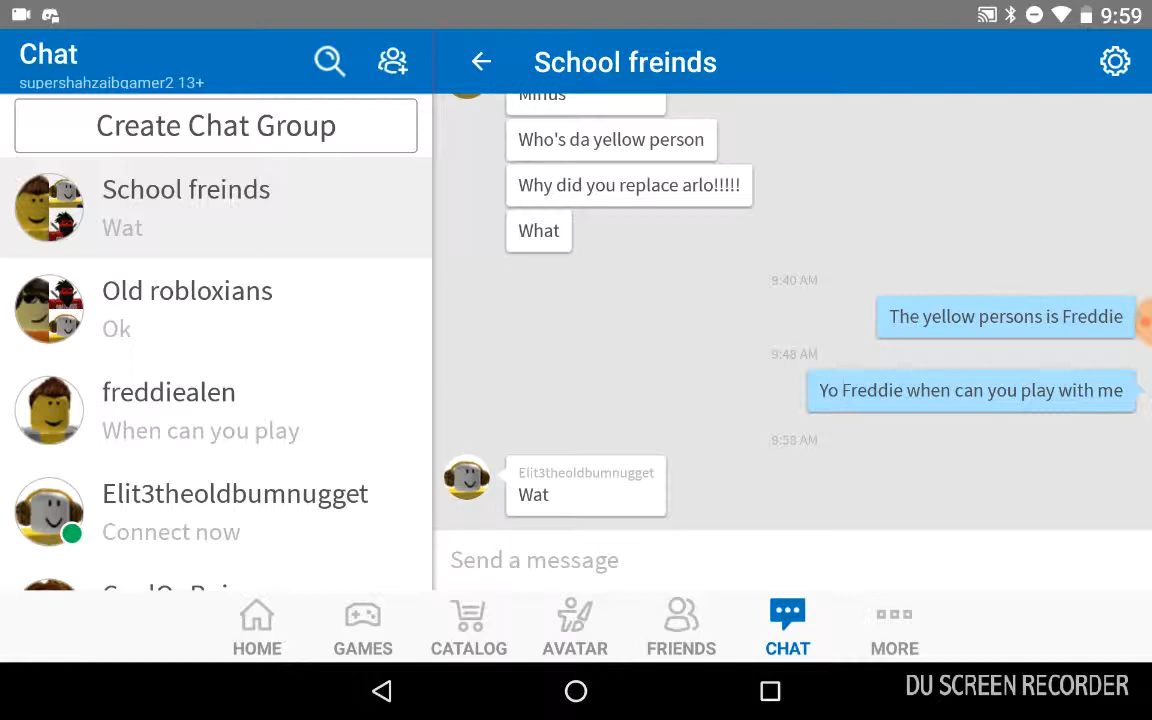 9:59
Chat
supershahzaibgamer2 13+
School freinds
Create Chat Group
School freinds
Wat
Old robloxians
Ok
freddiealen
When can you play
Elit3theoldbumnugget
Connect now
Who's da yellow person
Why did you replace arlo!!!!!
What
9:40 AM
The yellow persons is Freddie
9:48 AM
Yo Freddie when can you play with me
9:58 AM
Elit3theoldbumnugget
Wat
Send a message
HOME
GAMES
CATALOG
AVATAR
FRIENDS
CHAT
MORE
DU SCREEN RECORDER